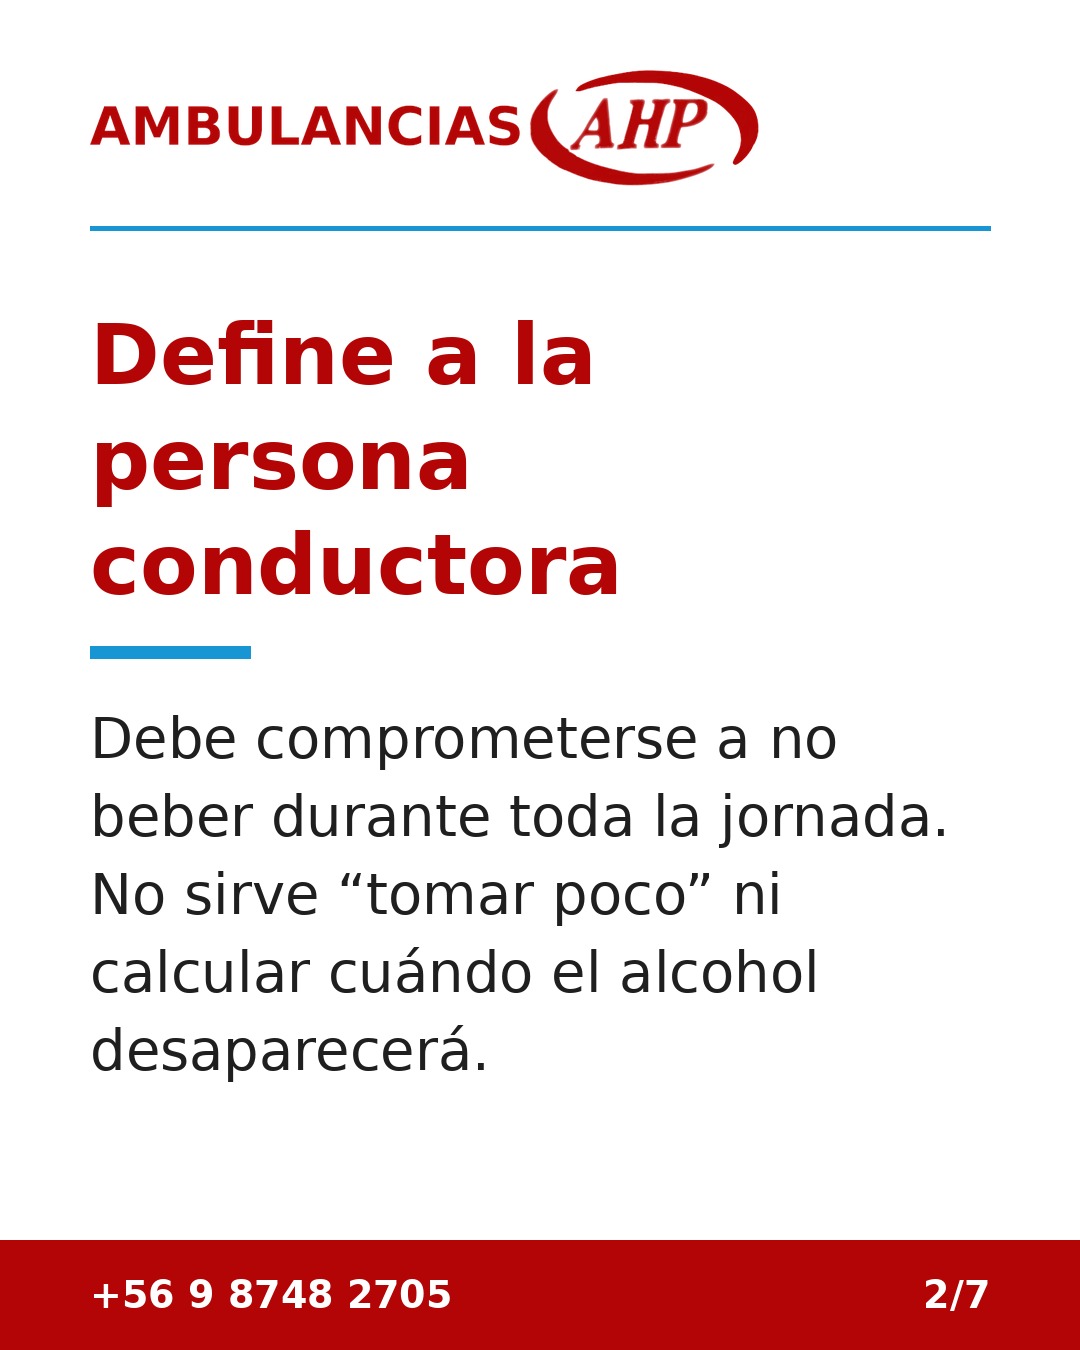 AMBULANCIAS AHP
Define a la
persona
conductora
Debe comprometerse a no
beber durante toda la jornada.
No sirve “tomar poco” ni
calcular cuándo el alcohol
desaparecerá.
+56 9 8748 2705 2/7